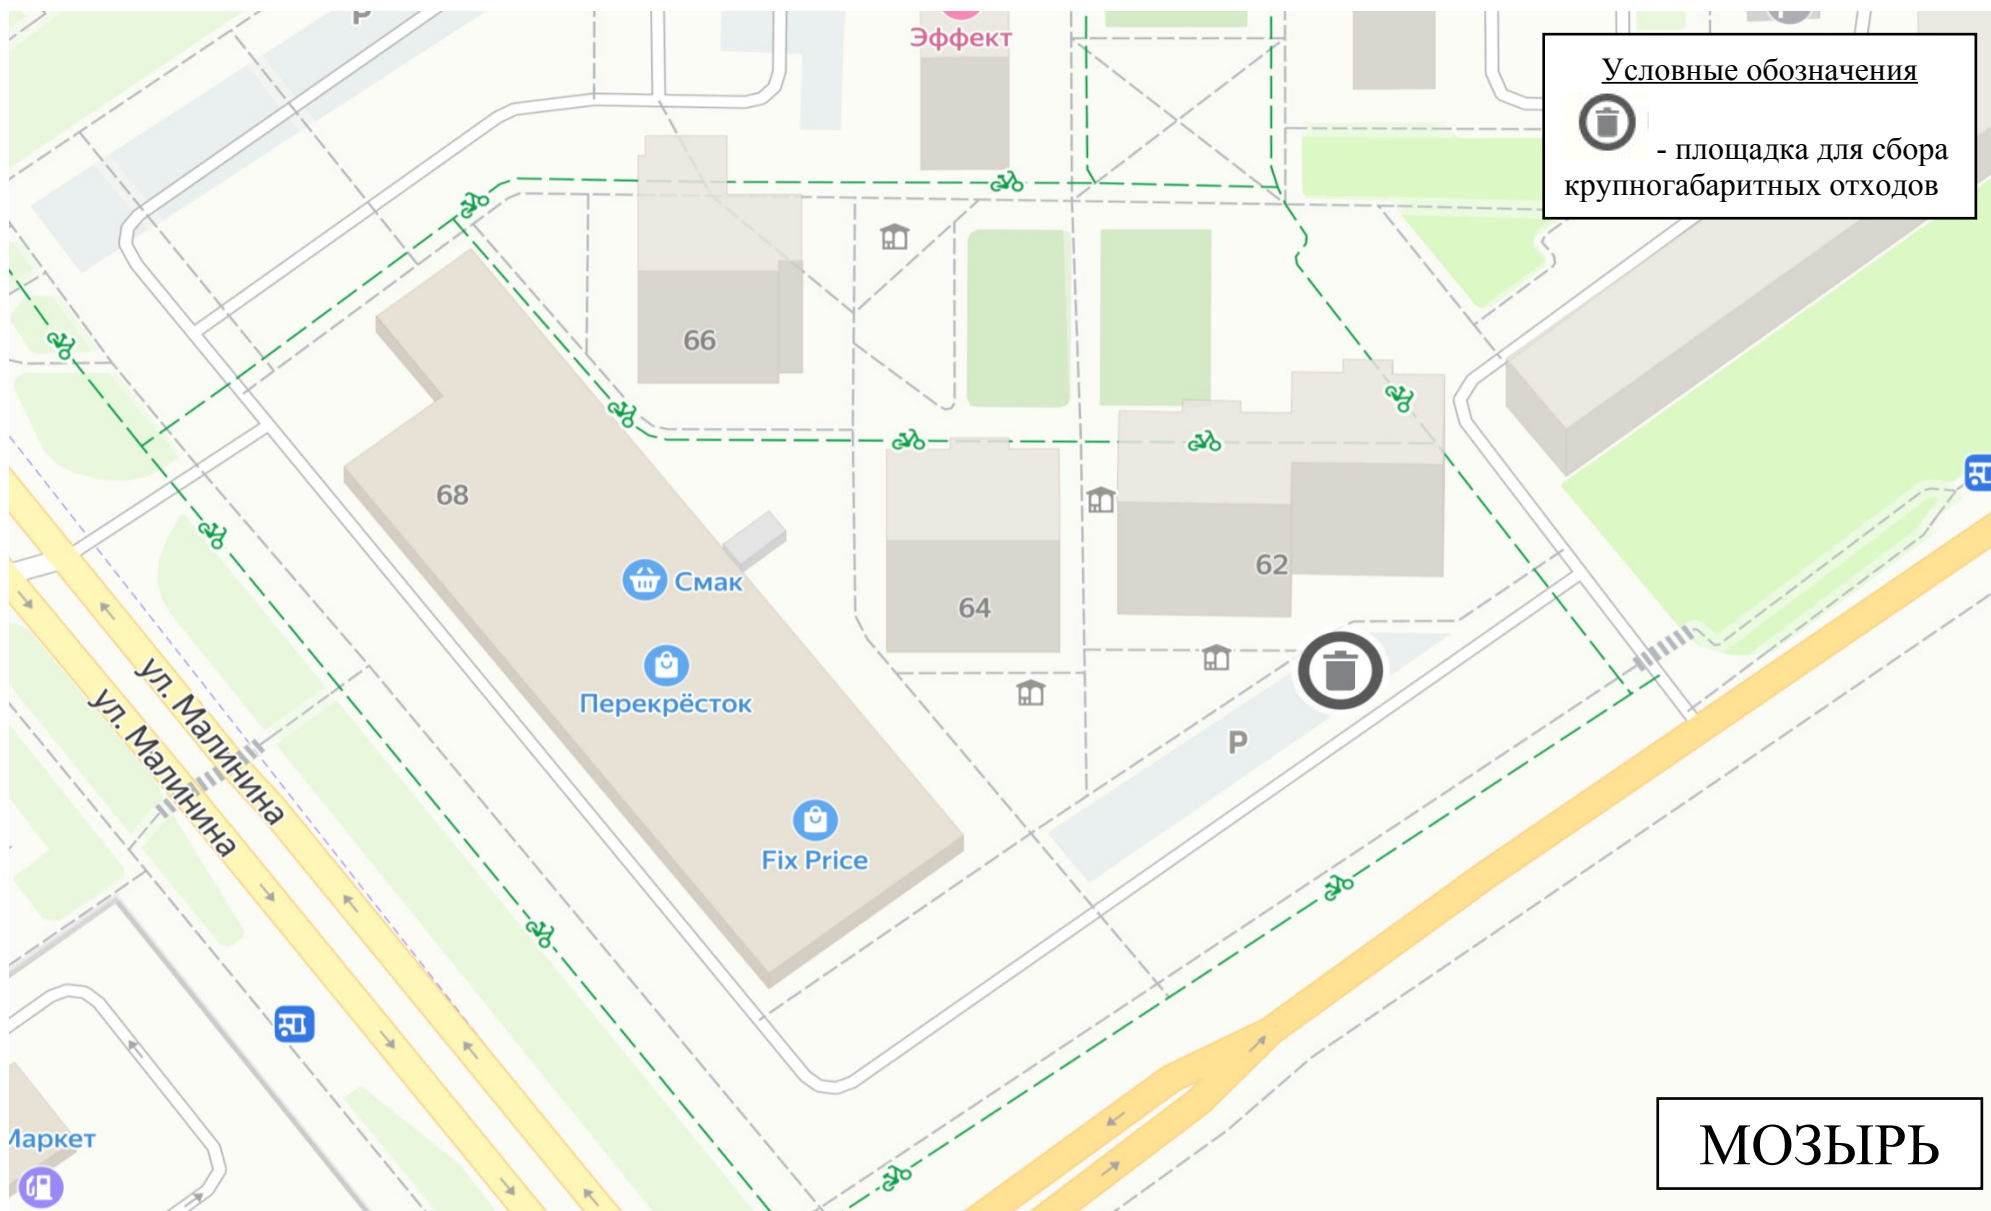 P
Эффект
Условные обозначения
- площадка для сбора
крупногабаритных отходов
66
68
Смак
64
62
Перекрёсток
P
ул. Малинина
ул. Малинина
Fix Price
Маркет
МОЗЫРЬ